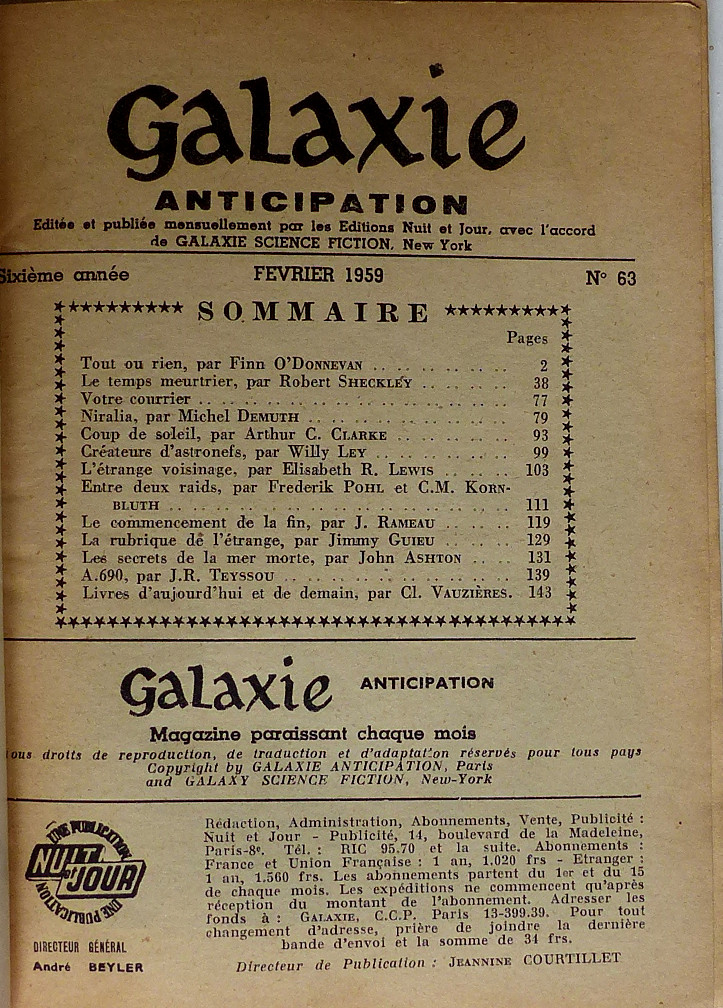 Galaxie
ANTICIPATION
Editée et publiée mensuellement par les Editions Nuit et Jour, avec l'accord
de GALAXIE SCIENCE FICTION, New York
Sixième année FEVRIER 1959 N° 63
SOMMAIRE
Pages
Tout ou rien, par Finn O'DONNEVAN .......... 2
Le temps meurtrier, par Robert SHECKLEY ....... 38
Votre courrier .................... 77
Niralia, par Michel DEMUTH .............. 79
Coup de soleil, par Arthur C. CLARKE ........ 93
Créateurs d'astronefs, par Willy LEY .......... 99
L'étrange voisinage, par Elisabeth R. LEWIS ...... 103
Entre deux raids, par Frederik POHL et C.M. KORN-
BLUTH ...................... 111
Le commencement de la fin, par J. RAMEAU ...... 119
La rubrique de l'étrange, par Jimmy GUIEU ...... 129
Les secrets de la mer morte, par John ASHTON .... 131
A.690, par J.R. TEYSSOU ................ 139
Livres d'aujourd'hui et de demain, par Cl. VAUZIÈRES. 143
Galaxie ANTICIPATION
Magazine paraissant chaque mois
ous droits de reproduction, de traduction et d'adaptation réservés pour tous pays
Copyright by GALAXIE ANTICIPATION, Paris
and GALAXY SCIENCE FICTION, New-York
UNE PUBLICATION
NUIT
ET JOUR
UNE PUBLICATION
DIRECTEUR GÉNÉRAL
André BEYLER
Rédaction, Administration, Abonnements, Vente, Publicité :
Nuit et Jour - Publicité, 14, boulevard de la Madeleine,
Paris-8e. Tél. : RIC 95.70 et la suite. Abonnements :
France et Union Française : 1 an, 1.020 frs - Etranger :
1 an, 1.560 frs. Les abonnements partent du 1er et du 15
de chaque mois. Les expéditions ne commencent qu'après
réception du montant de l'abonnement. Adresser les
fonds à : GALAXIE, C.C.P. Paris 13-399.39. Pour tout
changement d'adresse, prière de joindre la dernière
bande d'envoi et la somme de 34 frs.
Directeur de Publication : JEANNINE COURTILLET